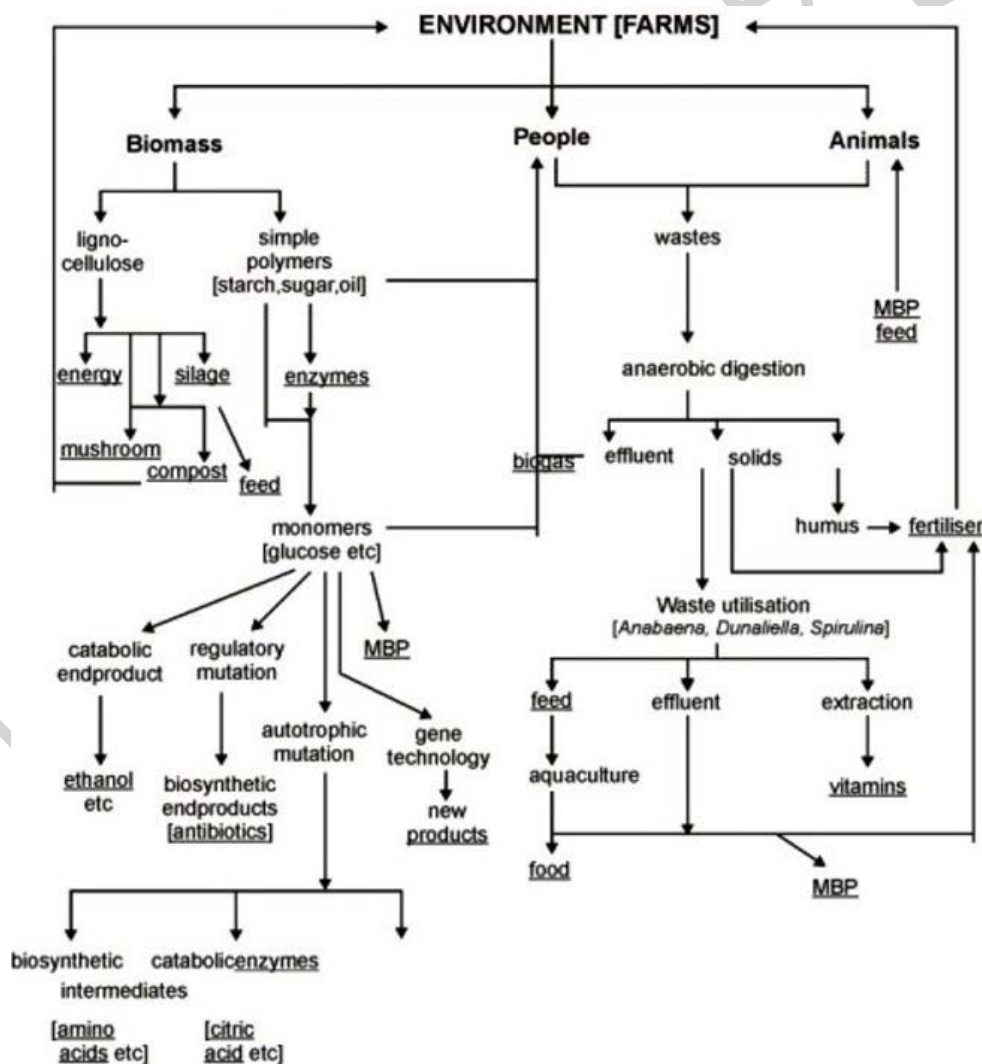 ENVIRONMENT [FARMS]
Biomass
People
Animals
ligno-
cellulose
simple
polymers
[starch,sugar,oil]
wastes
MBP
feed
energy
silage
enzymes
anaerobic digestion
mushroom
compost
feed
biogas
effluent
solids
monomers
[glucose etc]
humus
fertiliser
Waste utilisation
[Anabaena, Dunaliella, Spirulina]
catabolic
endproduct
regulatory
mutation
MBP
feed
effluent
extraction
autotrophic
mutation
gene
technology
aquaculture
vitamins
ethanol
etc
biosynthetic
endproducts
[antibiotics]
new
products
food
MBP
biosynthetic
catabolicenzymes
intermediates
[amino
acids etc]
[citric
acid etc]